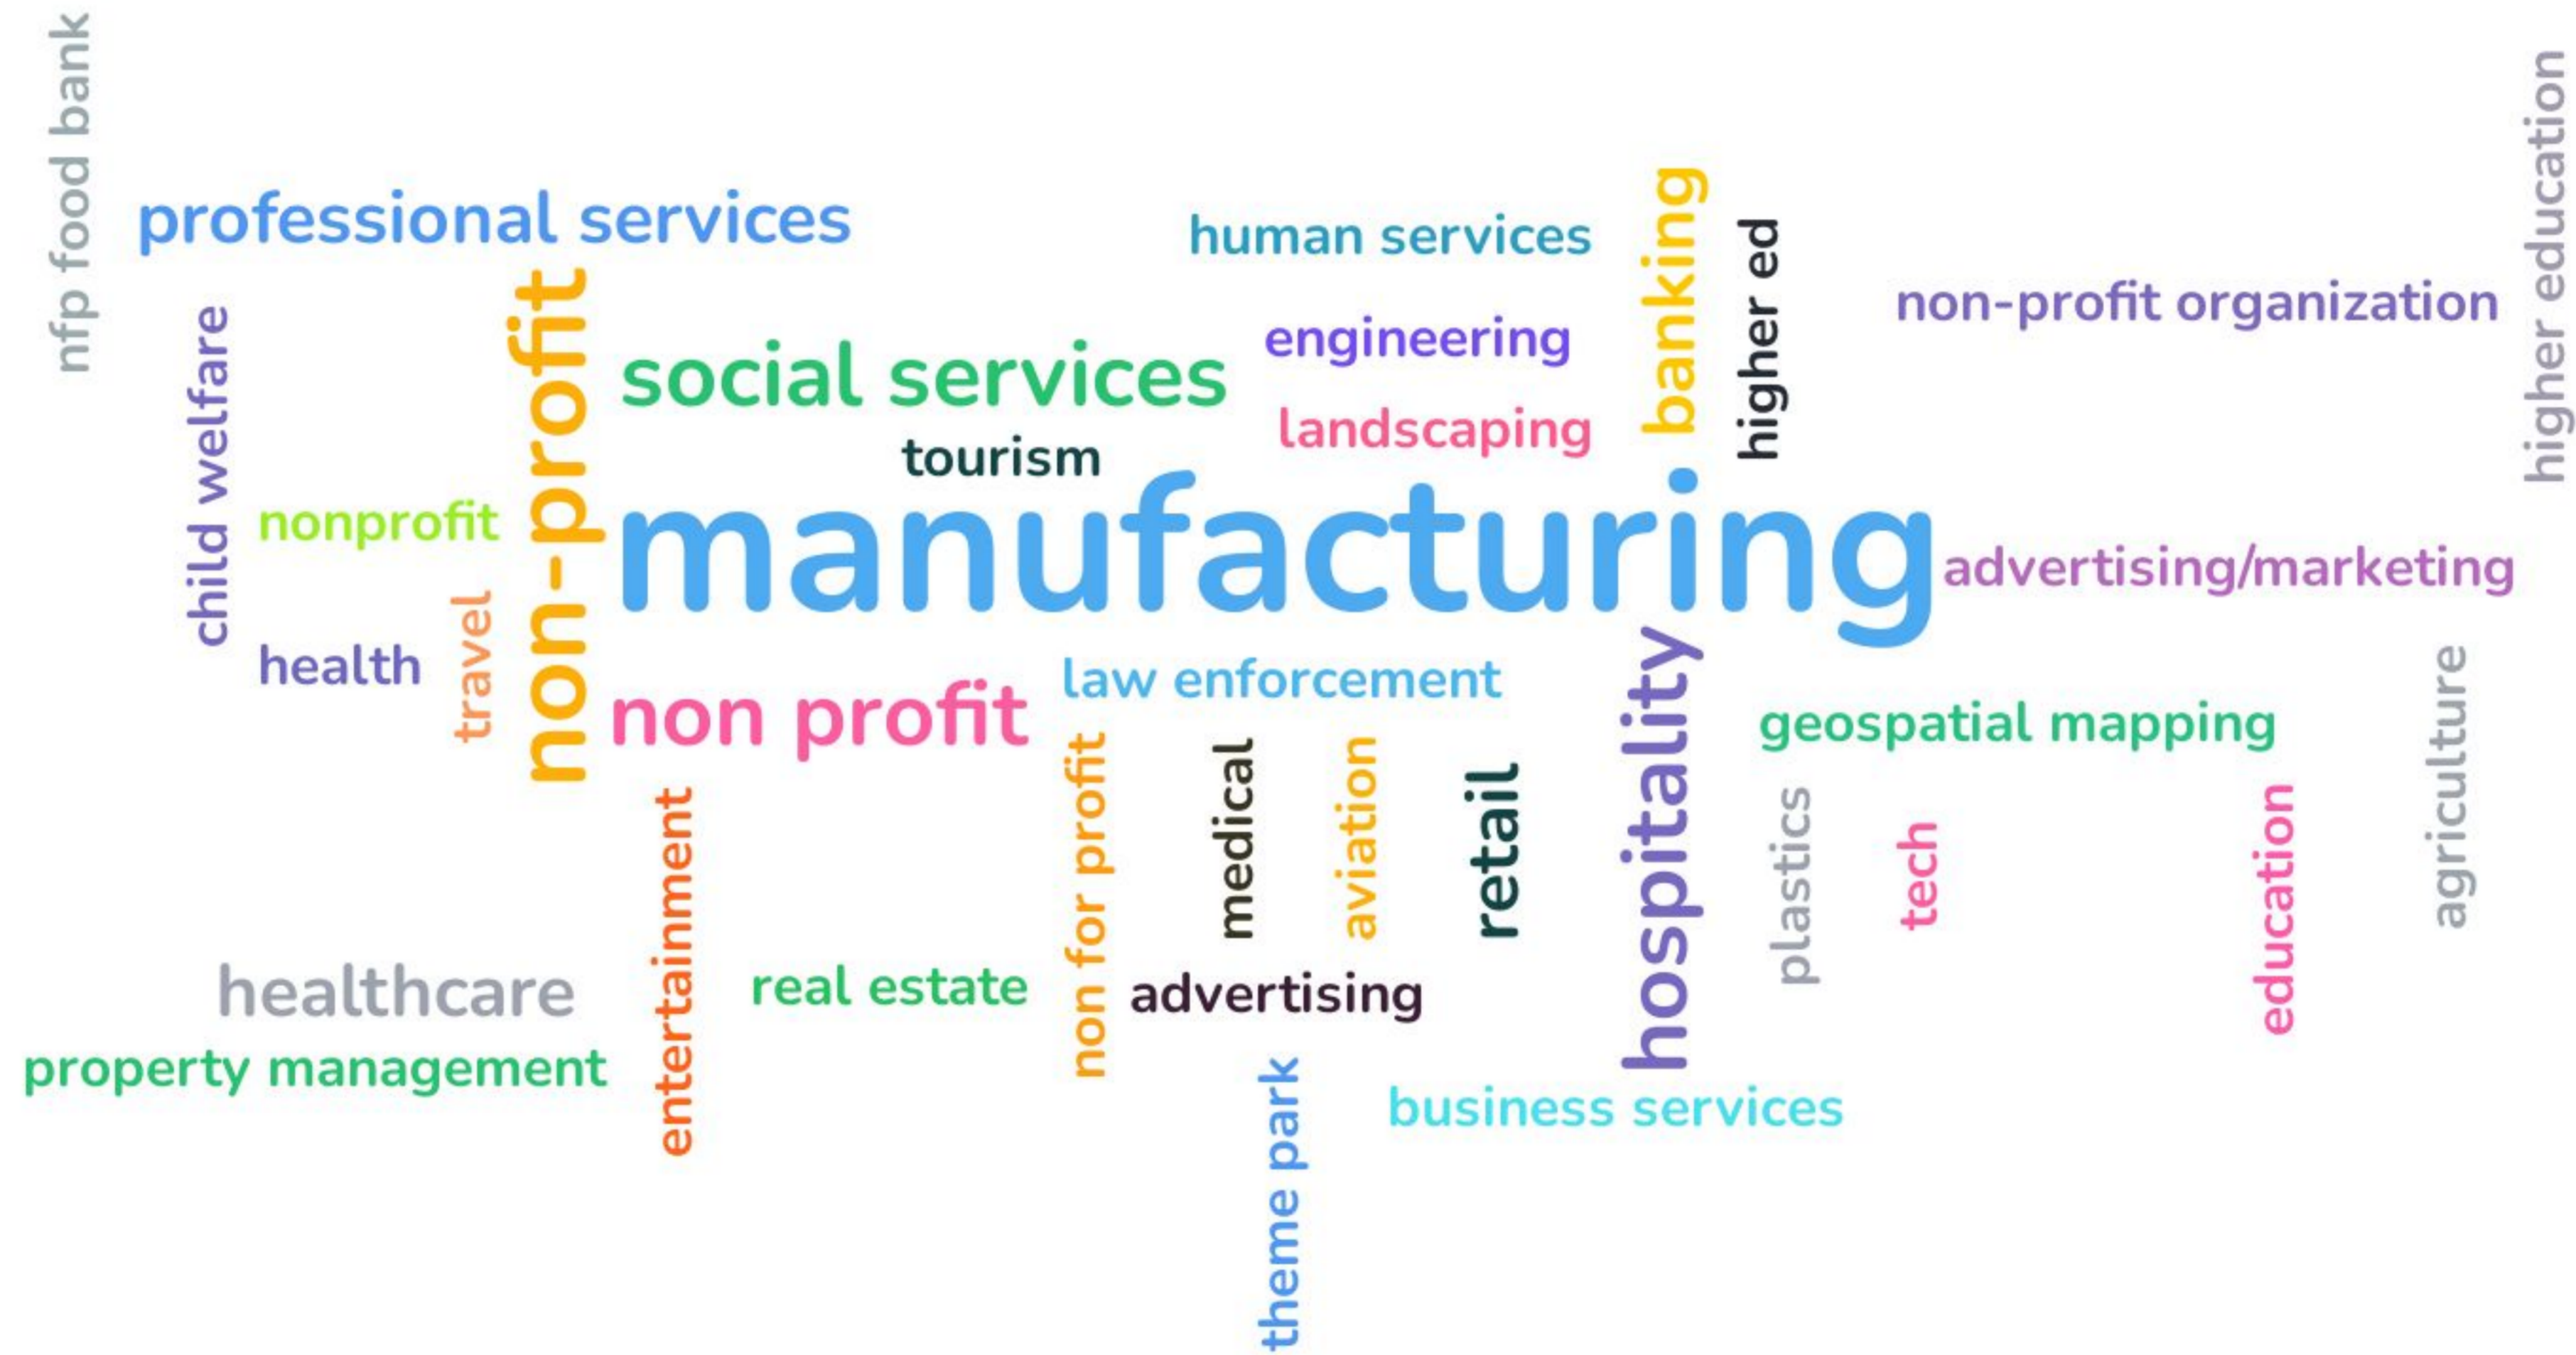 nfp food bank
professional services
human services
banking
higher ed
higher education
non-profit organization
child welfare
non-profit
social services
engineering
landscaping
tourism
nonprofit
manufacturing
advertising/marketing
health
travel
non profit
law enforcement
hospitality
geospatial mapping
agriculture
entertainment
non for profit
medical
aviation
retail
plastics
tech
education
healthcare
real estate
advertising
property management
theme park
business services